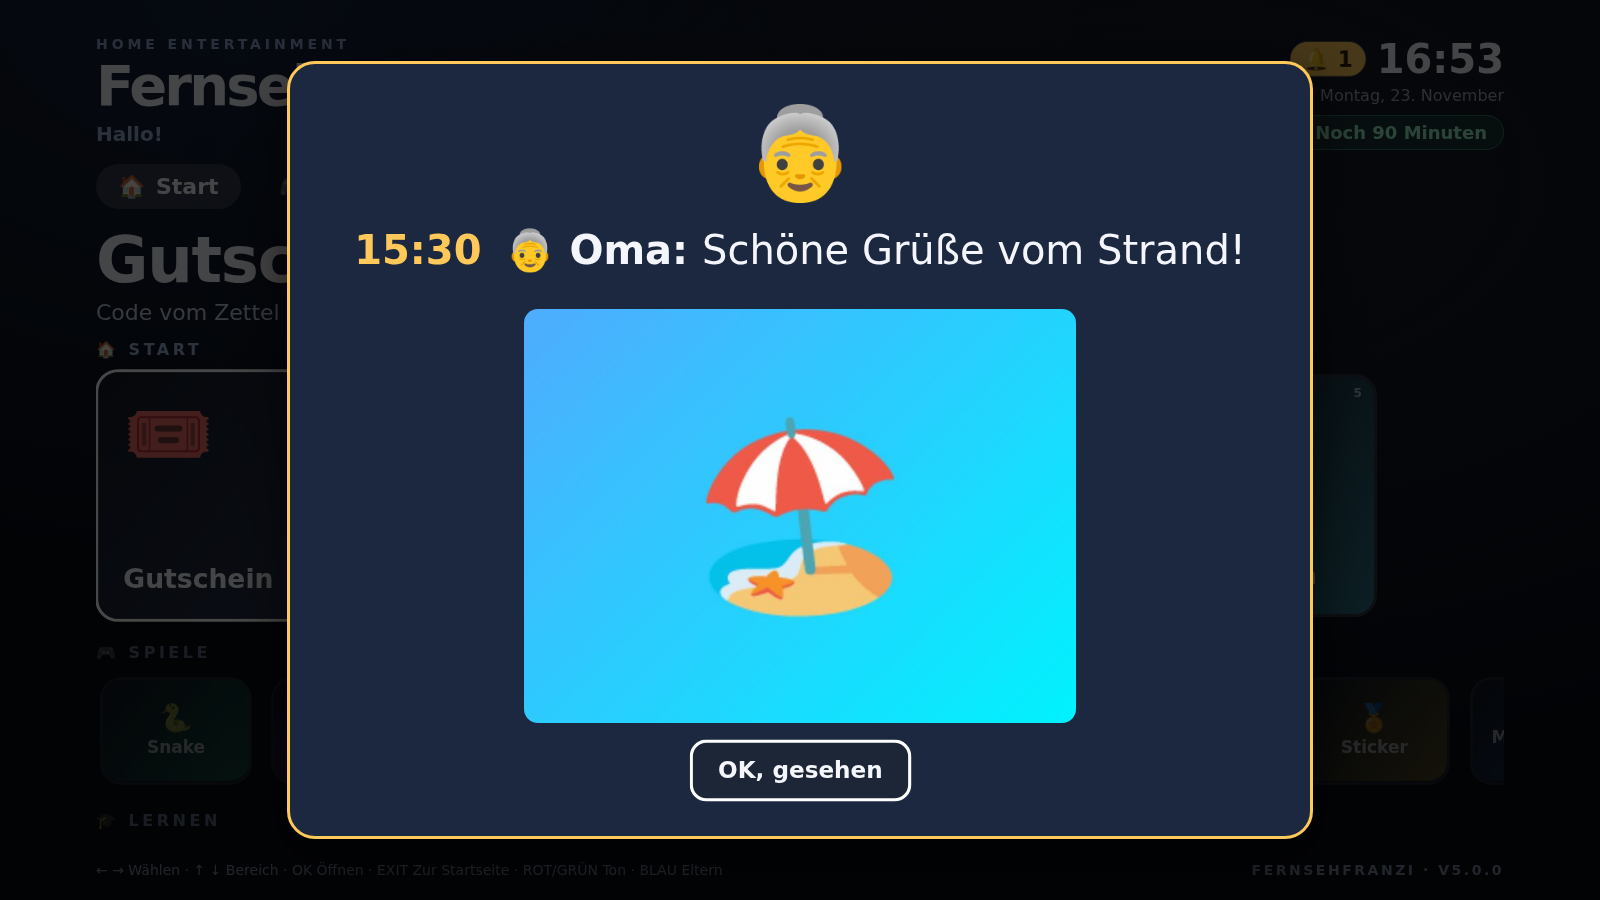 HOME ENTERTAINMENT
Hallo!
1
16:53
Montag, 23. November
Noch 90 Minuten
Start
Code vom Zettel
START
15:30 Oma: Schöne Grüße vom Strand!
5
Gutschein
SPIELE
Snake
Sticker
OK, gesehen
LERNEN
← → Wählen · ↑ ↓ Bereich · OK Öffnen · EXIT Zur Startseite · ROT/GRÜN Ton · BLAU Eltern
FERNSEHFRANZI · V5.0.0